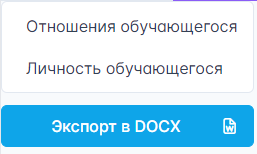 Отношения обучающегося
Личность обучающегося
Экспорт в DOCX